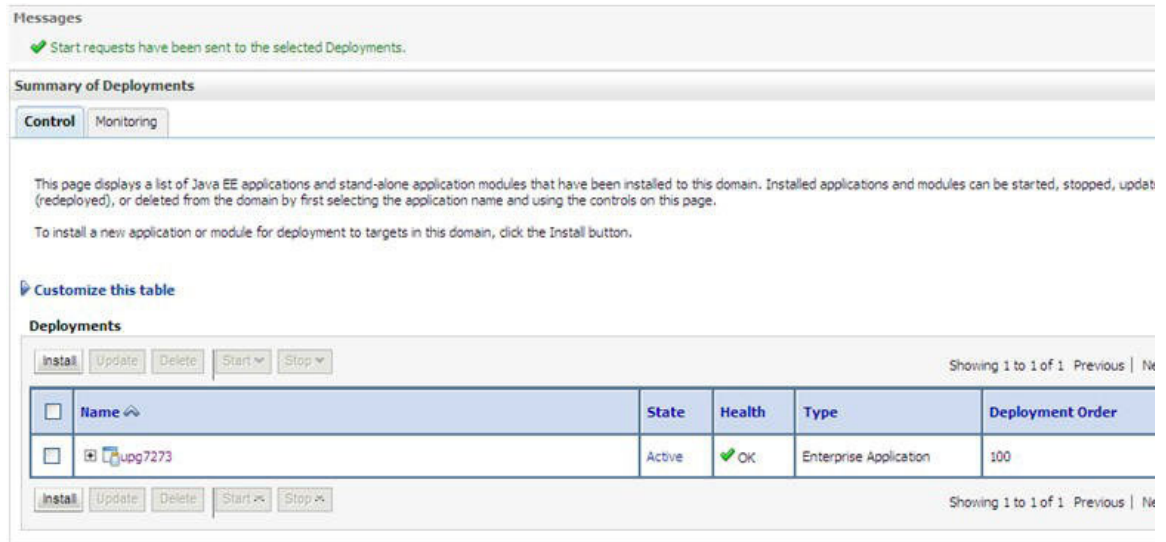 Messages
Start requests have been sent to the selected Deployments.
Summary of Deployments
Control Monitoring
This page displays a list of Java EE applications and stand-alone application modules that have been installed to this domain. Installed applications and modules can be started, stopped, updat
(redeployed), or deleted from the domain by first selecting the application name and using the controls on this page.
To install a new application or module for deployment to targets in this domain, click the Install button.
Customize this table
Deployments
Install Update Delete Start Stop Showing 1 to 1 of 1 Previous | Ne
Name State Health Type Deployment Order
upg7273 Active OK Enterprise Application 100
Install Update Delete Start Stop Showing 1 to 1 of 1 Previous | Ne